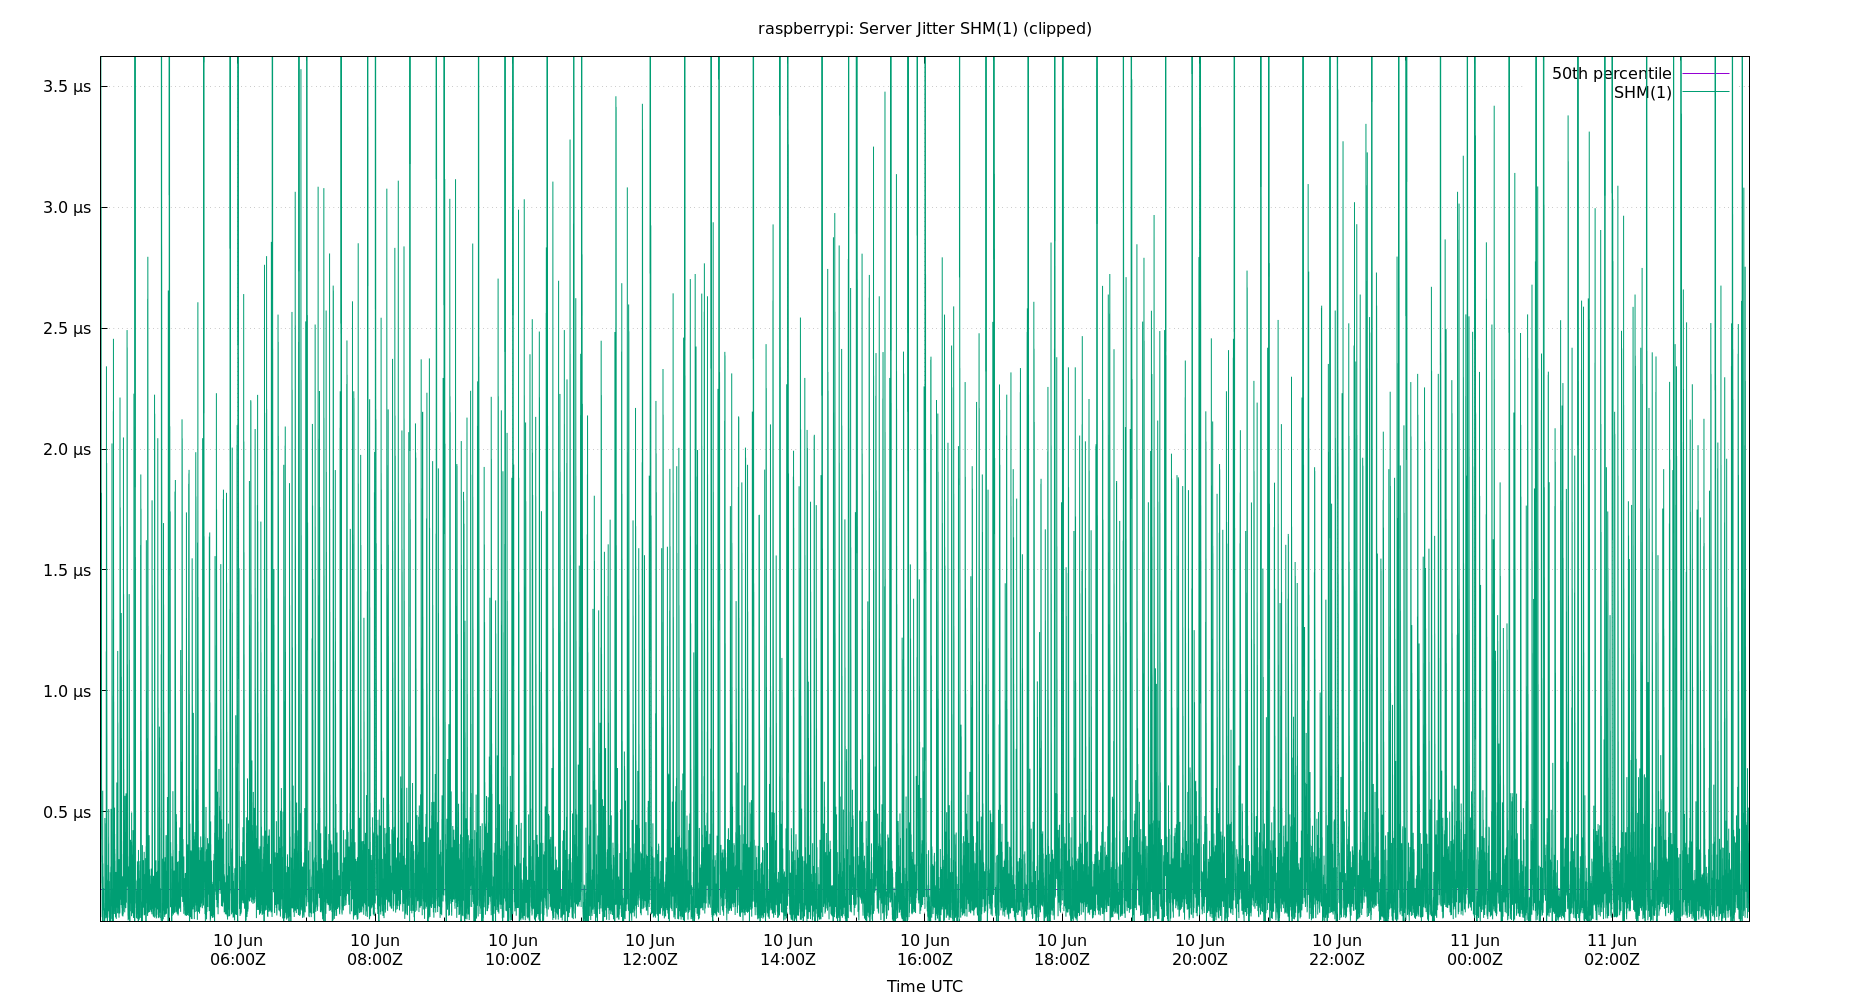 raspberrypi: Server Jitter SHM(1) (clipped)
50th percentile
SHM(1)
3.5 μs
3.0 μs
2.5 μs
2.0 μs
1.5 μs
1.0 μs
0.5 μs
10 Jun 10 Jun 10 Jun 10 Jun 10 Jun 10 Jun 10 Jun 10 Jun 10 Jun 11 Jun 11 Jun
06:00Z 08:00Z 10:00Z 12:00Z 14:00Z 16:00Z 18:00Z 20:00Z 22:00Z 00:00Z 02:00Z
Time UTC